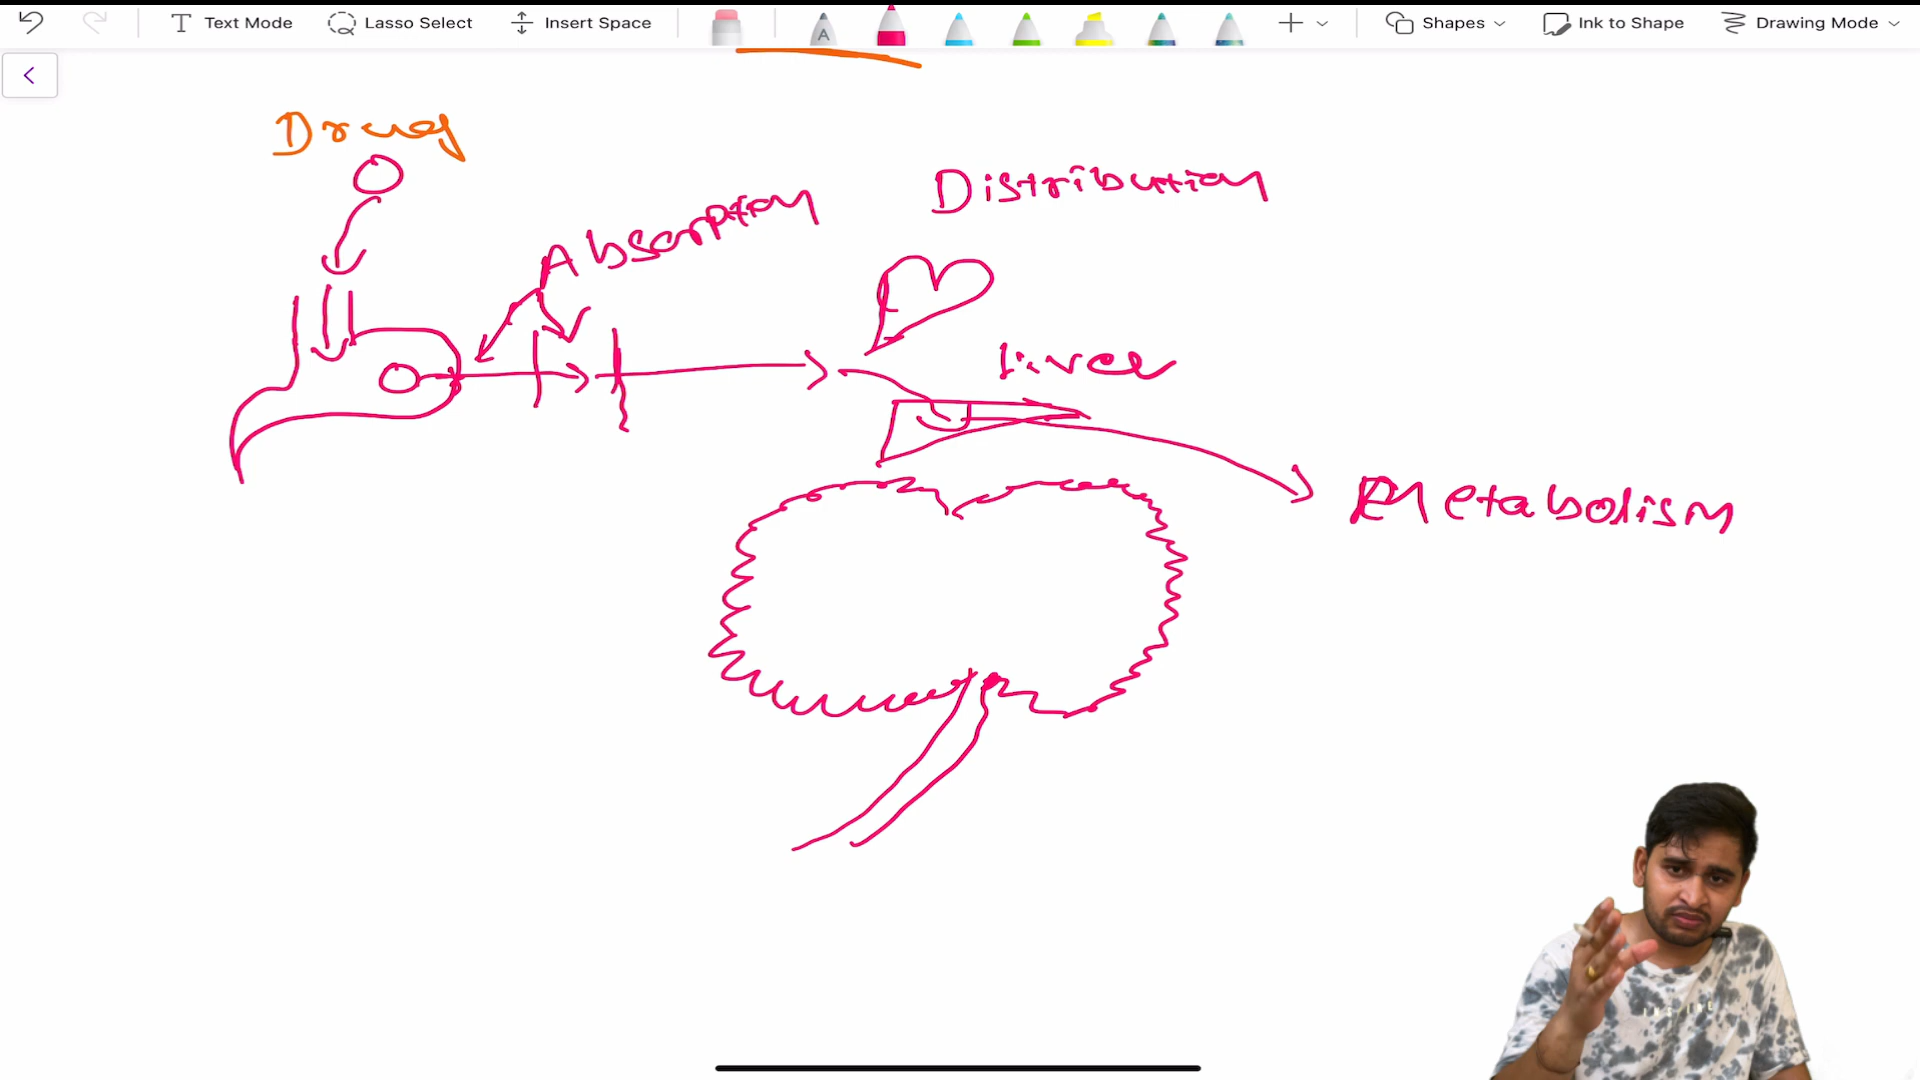 Text Mode Lasso Select Insert Space A Shapes Ink to Shape Drawing Mode
Drug
Absorption
Distribution
Liver
Metabolism